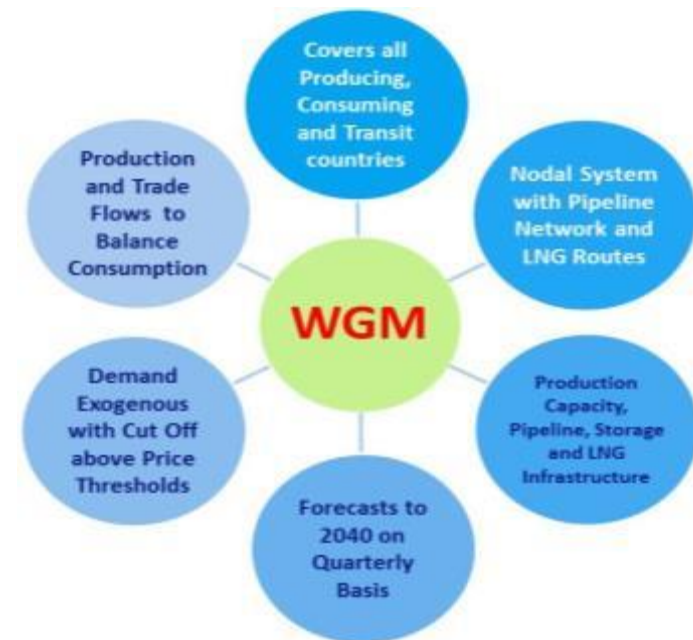 Covers all
Producing,
Consuming
and Transit
countries
Nodal System
with Pipeline
Network and
LNG Routes
Production
Capacity,
Pipeline, Storage
and LNG
Infrastructure
Forecasts to
2040 on
Quarterly
Basis
Demand
Exogenous
with Cut Off
above Price
Thresholds
Production
and Trade
Flows to
Balance
Consumption
WGM